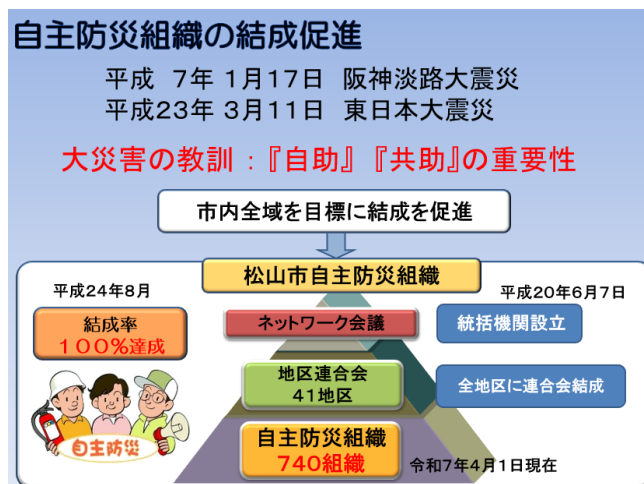 自主防災組織の結成促進
平成 7年 1月17日 阪神淡路大震災
平成23年 3月11日 東日本大震災
大災害の教訓：『自助』『共助』の重要性
市内全域を目標に結成を促進
松山市自主防災組織
平成24年8月
結成率
１００％達成
自主防災
ネットワーク会議
地区連合会
41地区
自主防災組織
740組織
平成20年6月7日
統括機関設立
全地区に連合会結成
令和7年4月1日現在